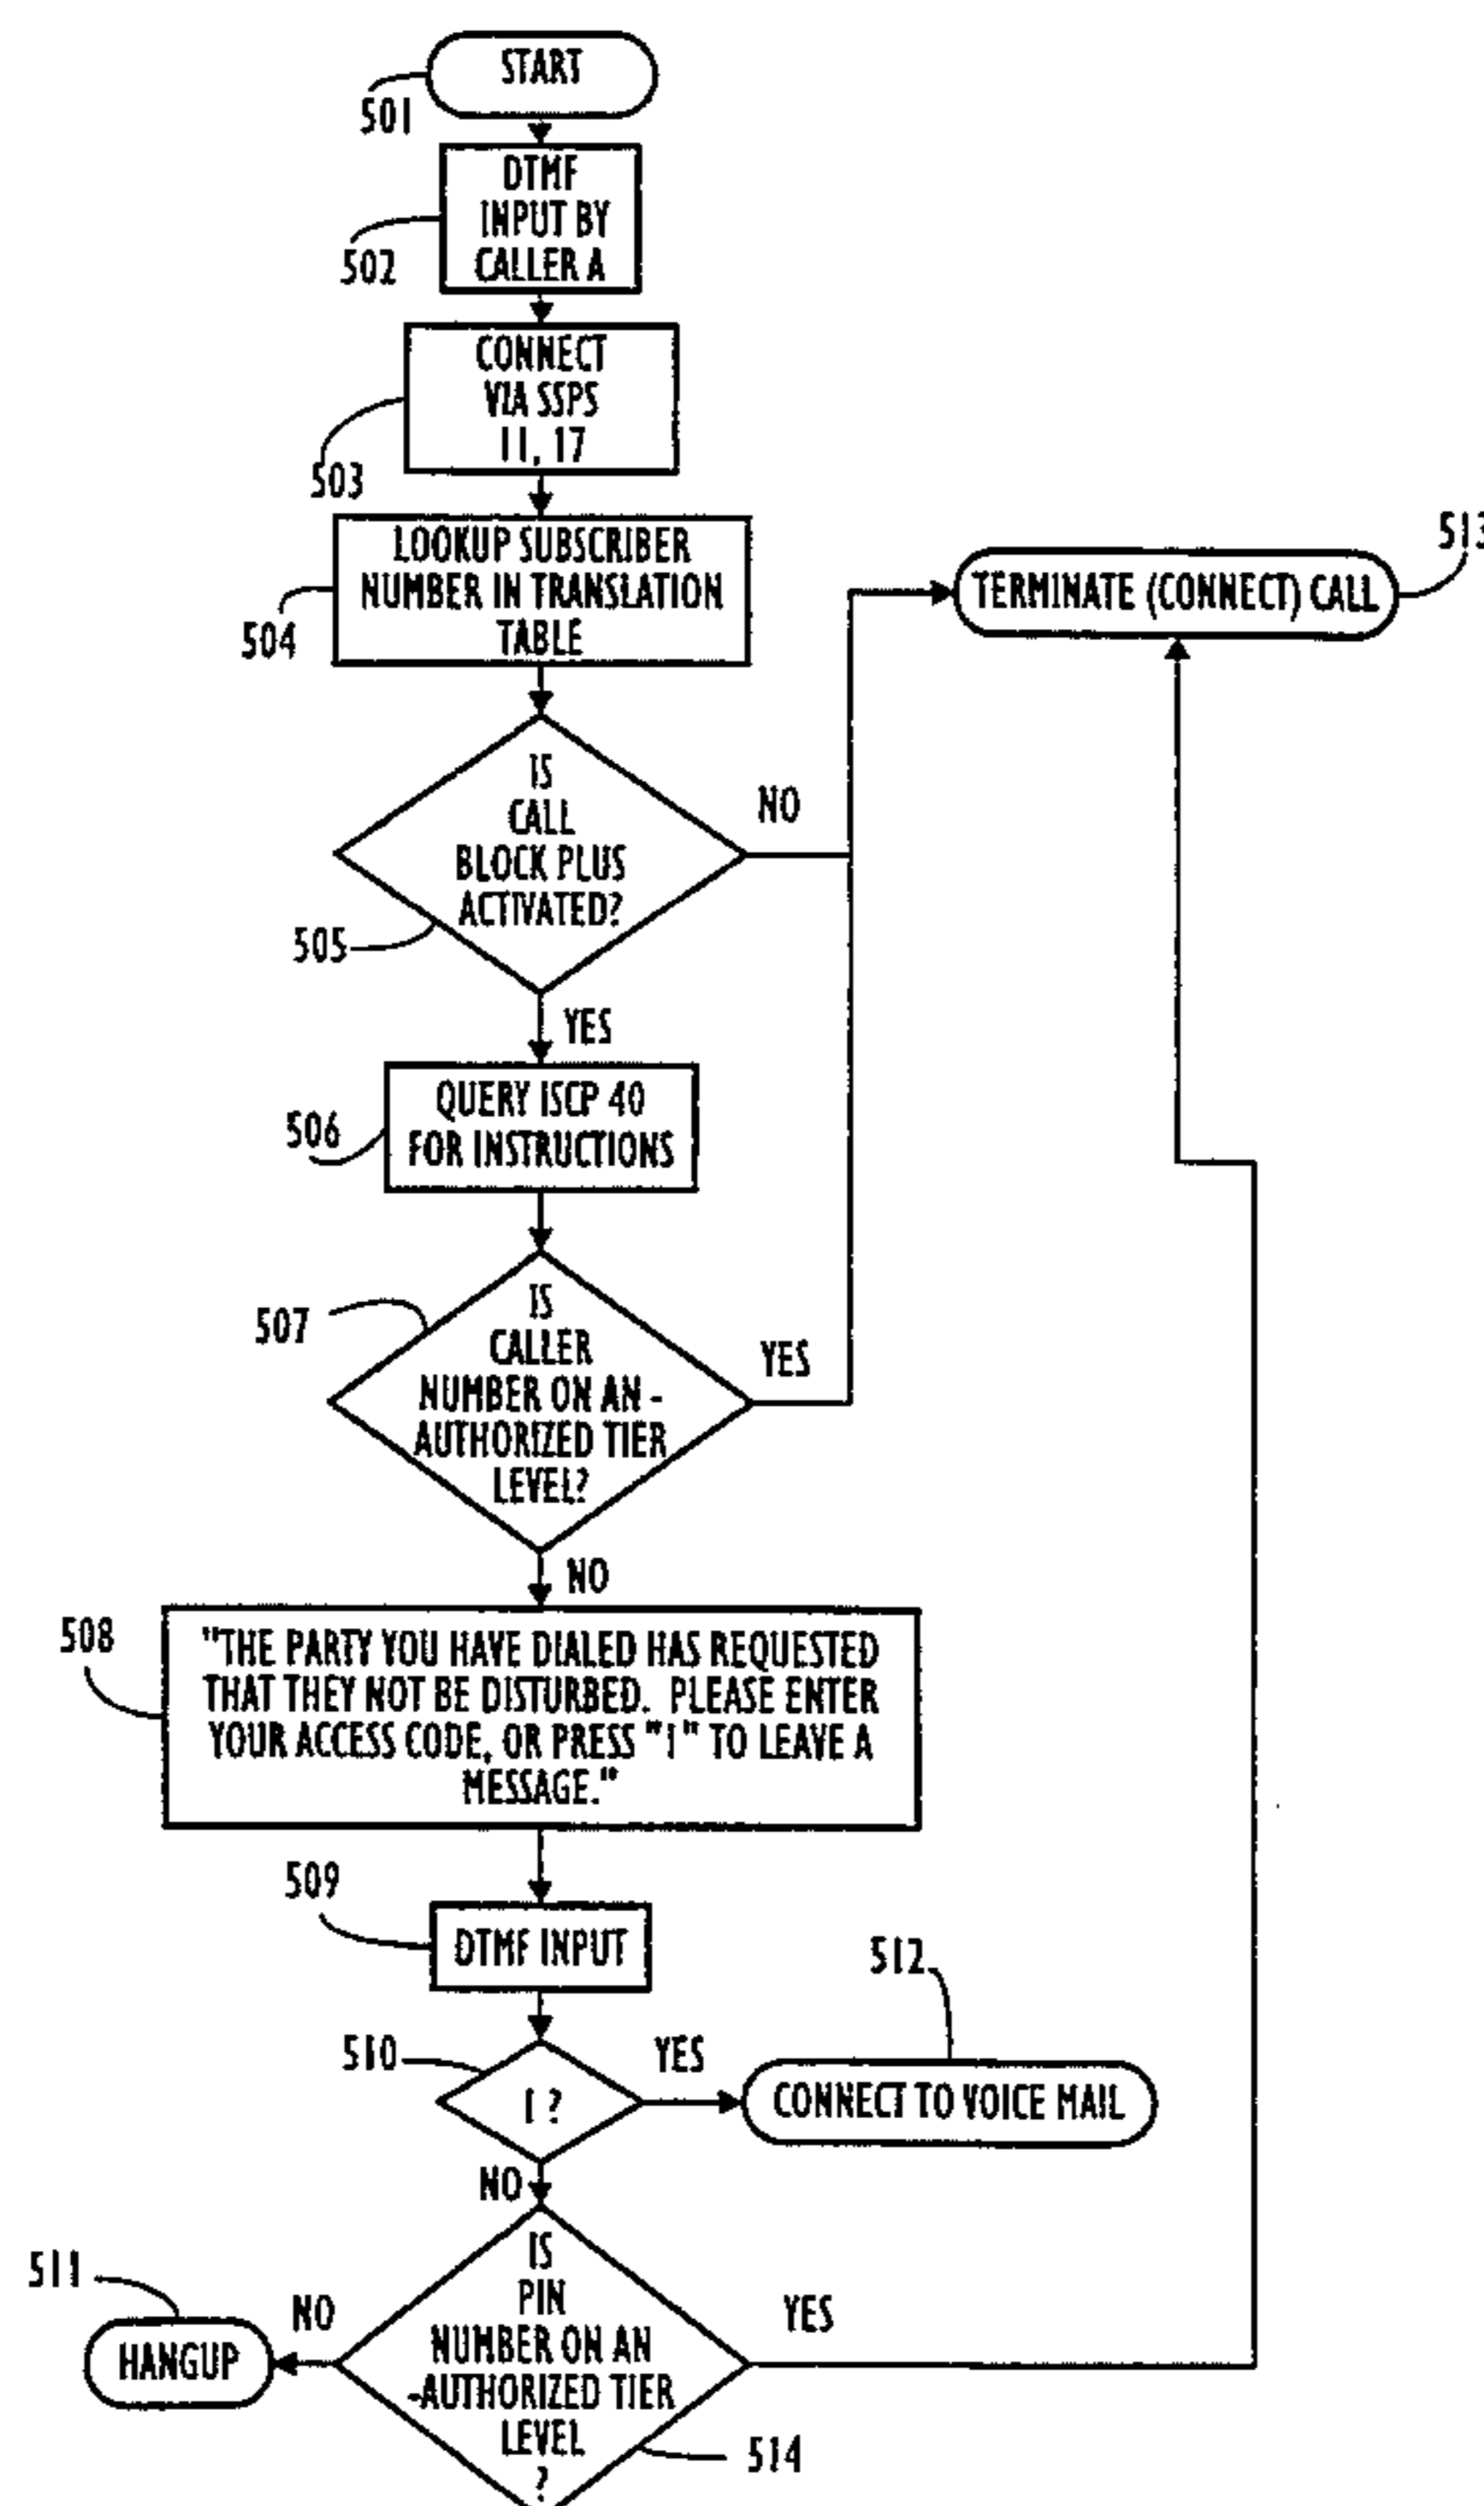 START
501
DTMF
INPUT BY
CALLER A
502
CONNECT
VIA SSPS
11, 17
503
LOOKUP SUBSCRIBER
NUMBER IN TRANSLATION
TABLE
504
TERMINATE (CONNECT) CALL
513
IS
CALL
BLOCK PLUS
ACTIVATED?
NO
505
YES
QUERY ISCP 40
FOR INSTRUCTIONS
506
IS
CALLER
NUMBER ON AN -
AUTHORIZED TIER
LEVEL?
507
YES
NO
508
"THE PARTY YOU HAVE DIALED HAS REQUESTED
THAT THEY NOT BE DISTURBED. PLEASE ENTER
YOUR ACCESS CODE, OR PRESS "1" TO LEAVE A
MESSAGE."
509
DTMF INPUT
512
510
1 ?
YES
CONNECT TO VOICE MAIL
NO
511
HANGUP
NO
IS
PIN
NUMBER ON AN
-AUTHORIZED TIER
LEVEL
?
YES
514